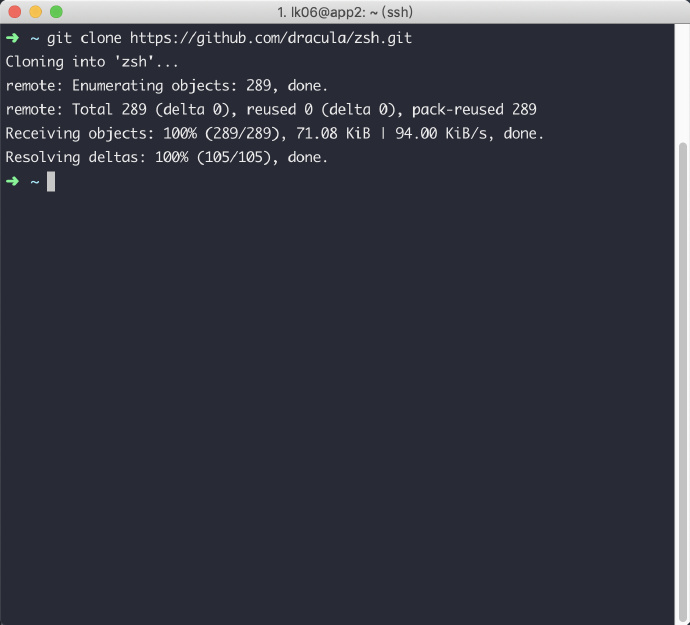 1. lk06@app2: ~ (ssh)
➜ ~ git clone https://github.com/dracula/zsh.git
Cloning into 'zsh'...
remote: Enumerating objects: 289, done.
remote: Total 289 (delta 0), reused 0 (delta 0), pack-reused 289
Receiving objects: 100% (289/289), 71.08 KiB | 94.00 KiB/s, done.
Resolving deltas: 100% (105/105), done.
➜ ~